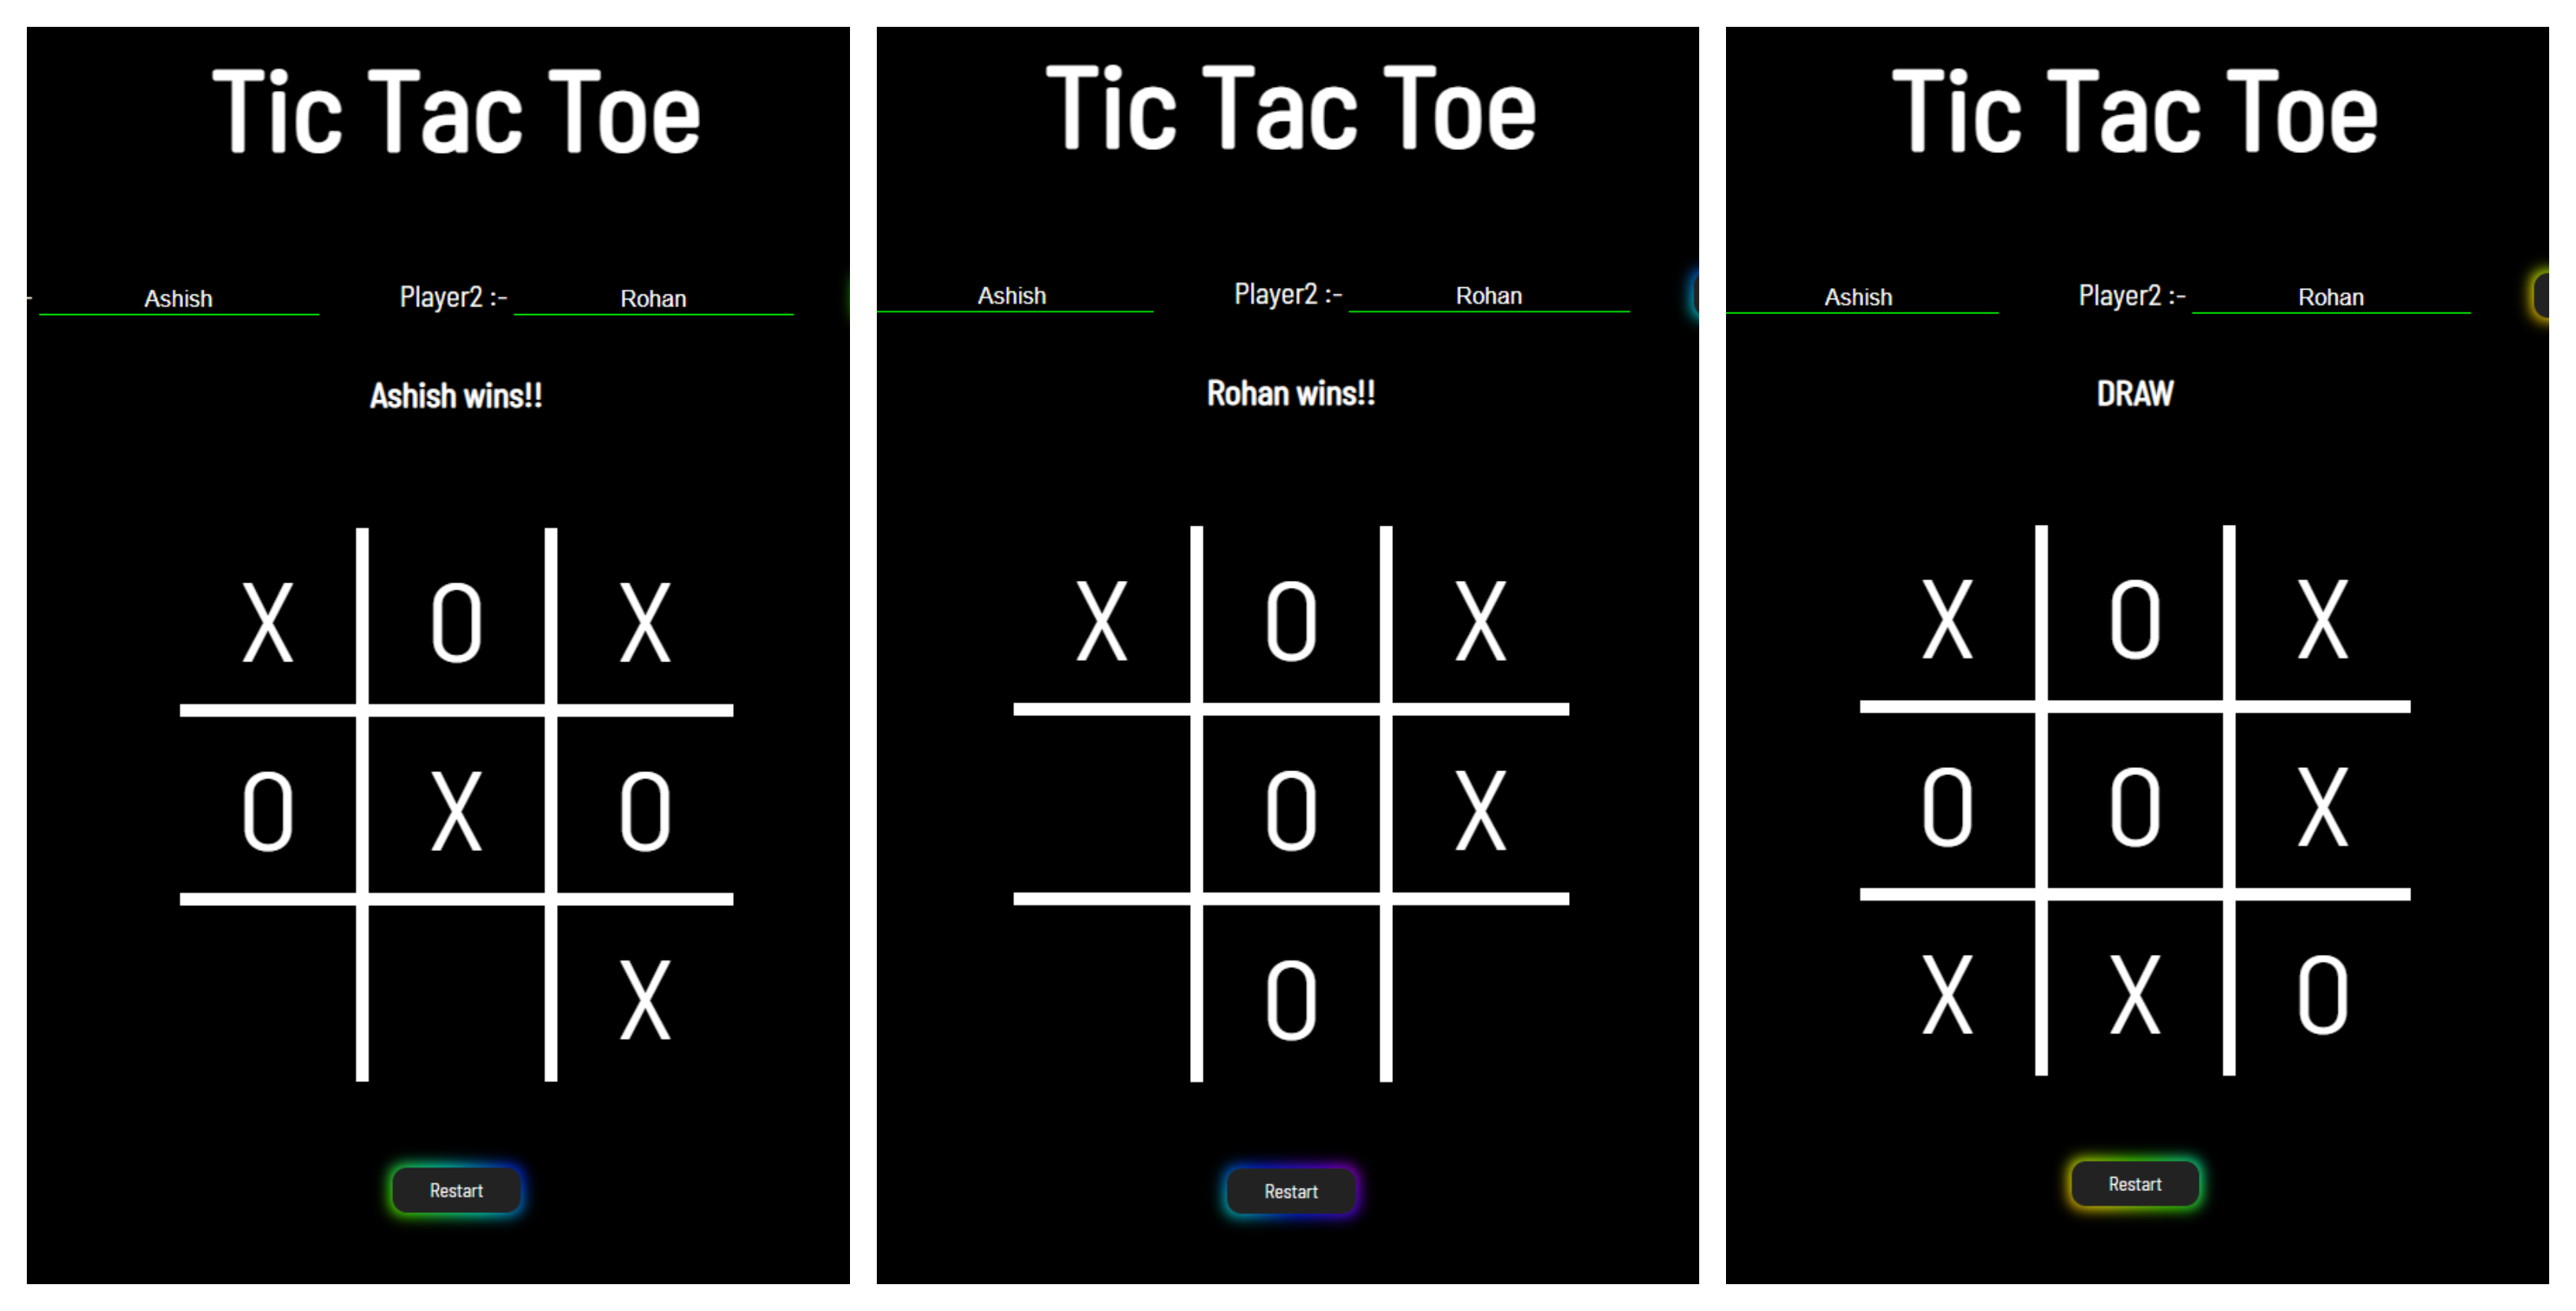 Tic Tac Toe
Ashish Player2 :- Rohan
Ashish wins!!
X O X
O X O
X
Restart
Tic Tac Toe
Ashish Player2 :- Rohan
Rohan wins!!
X O X
O X
O
Restart
Tic Tac Toe
Ashish Player2 :- Rohan
DRAW
X O X
O O X
X X O
Restart